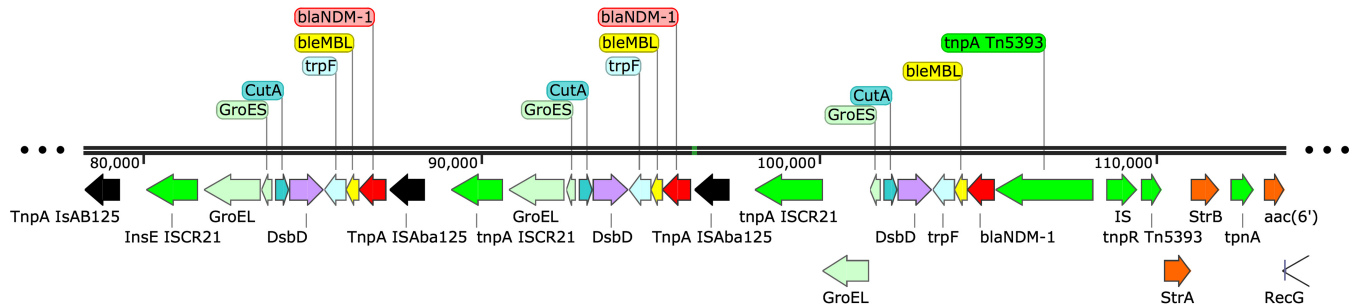 blaNDM-1 blaNDM-1
bleMBL bleMBL tnpA Tn5393
trpF trpF bleMBL
CutA CutA CutA
GroES GroES GroES
80,000 90,000 100,000 110,000
TnpA IsAB125 GroEL GroEL tnpA ISCR21 IS StrB aac(6')
InsE ISCR21 DsbD TnpA ISAba125 tnpA ISCR21 DsbD TnpA ISAba125 DsbD trpF blaNDM-1 tnpR Tn5393 tpnA
GroEL StrA RecG